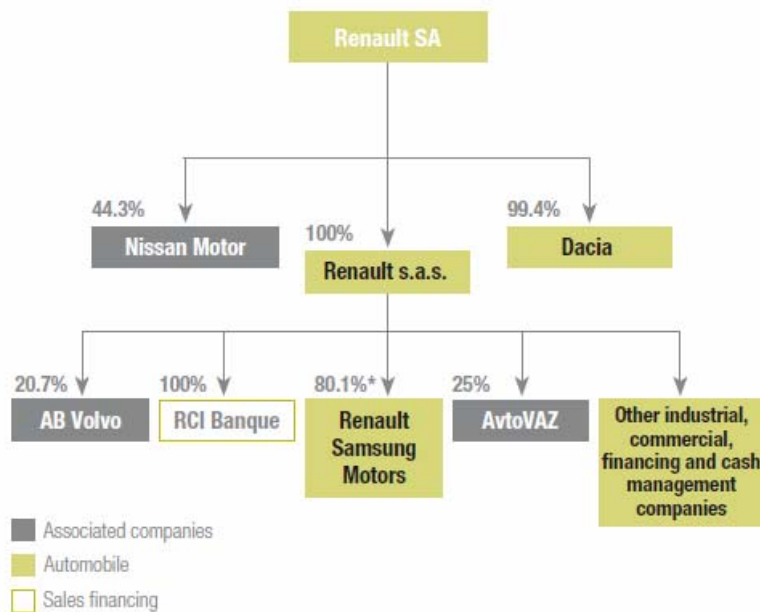 Renault SA
44.3%
Nissan Motor
100%
Renault s.a.s.
99.4%
Dacia
20.7%
AB Volvo
100%
RCI Banque
80.1%*
Renault
Samsung
Motors
25%
AvtoVAZ
Other industrial,
commercial,
financing and cash
management
companies
Associated companies
Automobile
Sales financing